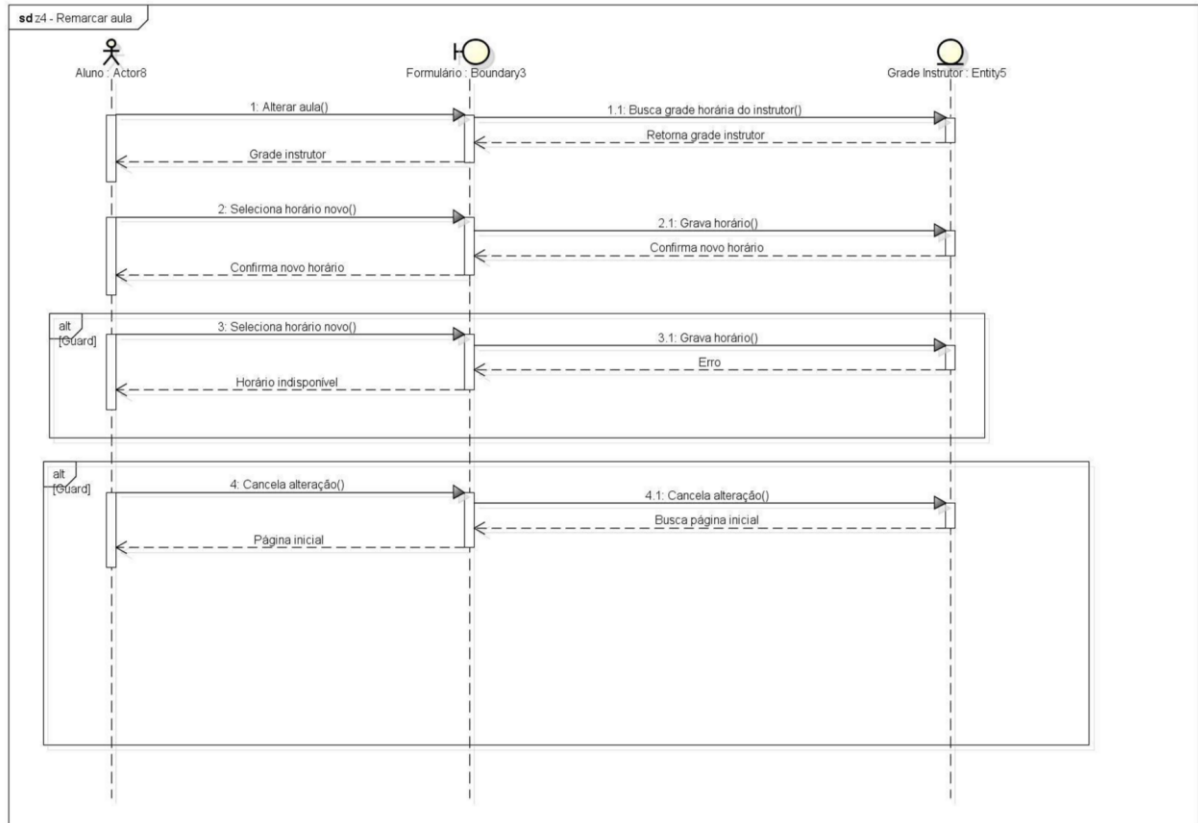 sd z4 - Remarcar aula
Aluno : Actor8
Formulário : Boundary3
Grade Instrutor : Entity5
1: Alterar aula()
1.1: Busca grade horária do instrutor()
Retorna grade instrutor
Grade instrutor
2: Seleciona horário novo()
2.1: Grava horário()
Confirma novo horário
Confirma novo horário
alt
[Guard]
3: Seleciona horário novo()
3.1: Grava horário()
Erro
Horário indisponível
alt
[Guard]
4: Cancela alteração()
4.1: Cancela alteração()
Busca página inicial
Página inicial